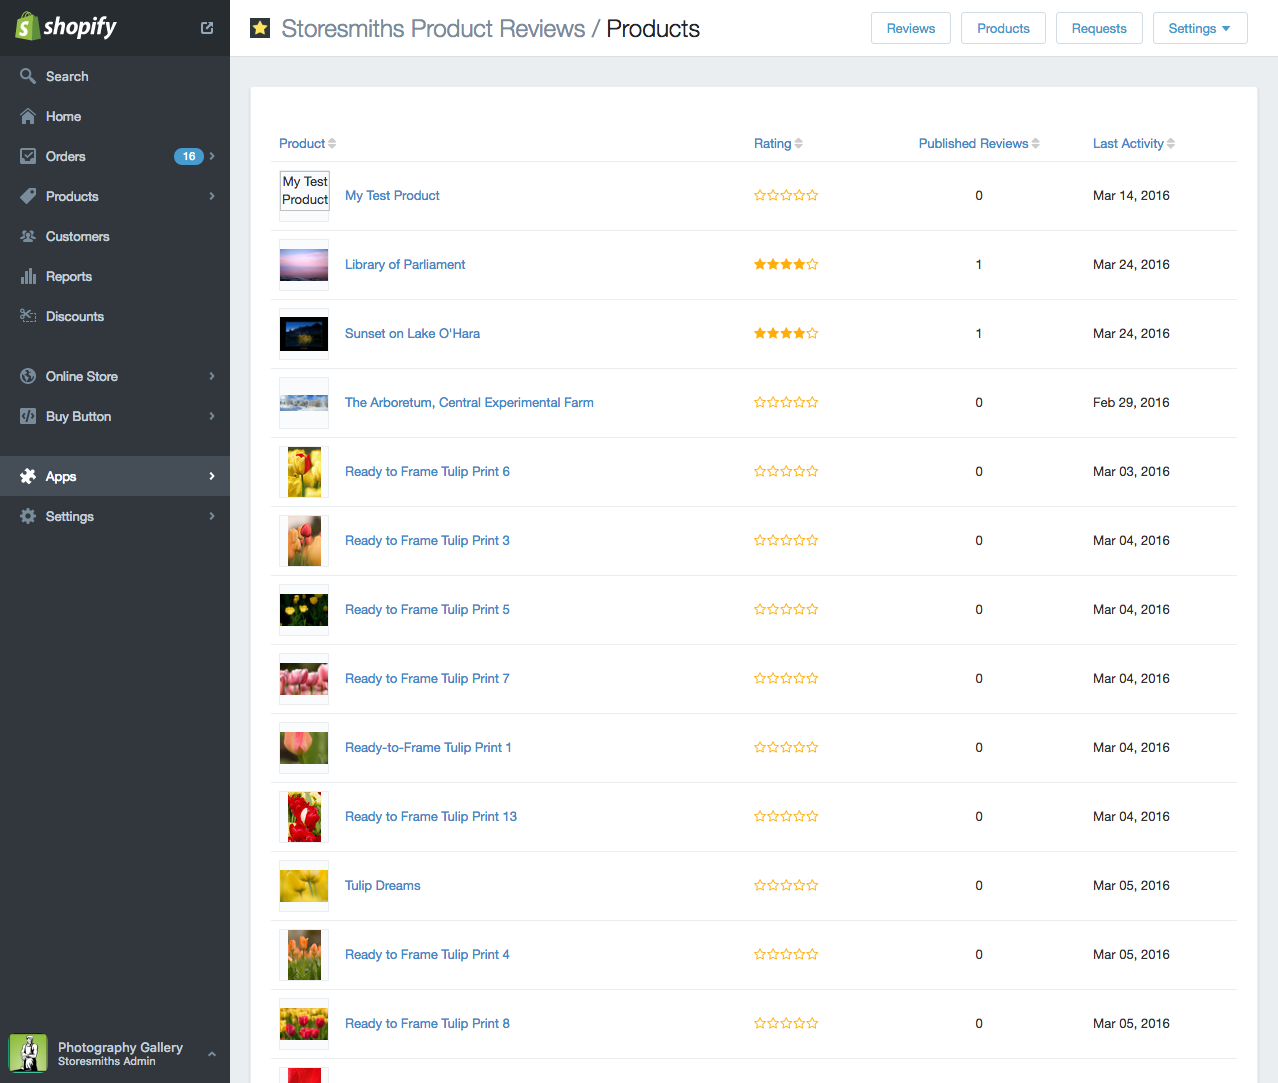 shopify
Storesmiths Product Reviews / Products
Reviews
Products
Requests
Settings
Search
Home
Orders
16
Products
Customers
Reports
Discounts
Online Store
Buy Button
Apps
Settings
Photography Gallery
Storesmiths Admin
Product
Rating
Published Reviews
Last Activity
My Test
Product
My Test Product
0
Mar 14, 2016
Library of Parliament
1
Mar 24, 2016
Sunset on Lake O'Hara
1
Mar 24, 2016
The Arboretum, Central Experimental Farm
0
Feb 29, 2016
Ready to Frame Tulip Print 6
0
Mar 03, 2016
Ready to Frame Tulip Print 3
0
Mar 04, 2016
Ready to Frame Tulip Print 5
0
Mar 04, 2016
Ready to Frame Tulip Print 7
0
Mar 04, 2016
Ready-to-Frame Tulip Print 1
0
Mar 04, 2016
Ready to Frame Tulip Print 13
0
Mar 04, 2016
Tulip Dreams
0
Mar 05, 2016
Ready to Frame Tulip Print 4
0
Mar 05, 2016
Ready to Frame Tulip Print 8
0
Mar 05, 2016